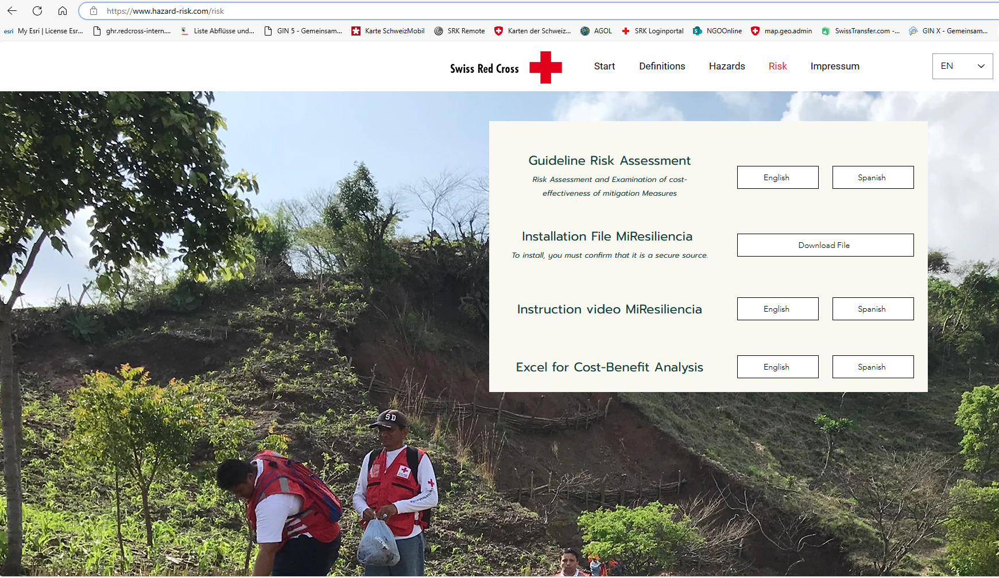 https://www.hazard-risk.com/risk
esri My Esri | License Esr... ghr.redcross-intern.... Liste Abflüsse und... GIN 5 - Gemeinsam... Karte SchweizMobil SRK Remote Karten der Schweiz... AGOL SRK Loginportal NGOOnline map.geo.admin SwissTransfer.com -... GIN X - Gemeinsam...
Swiss Red Cross Start Definitions Hazards Risk Impressum EN
Guideline Risk Assessment
Risk Assessment and Examination of cost-
effectiveness of mitigation Measures
English Spanish
Installation File MiResiliencia
To install, you must confirm that it is a secure source.
Download File
Instruction video MiResiliencia
English Spanish
Excel for Cost-Benefit Analysis
English Spanish
SD